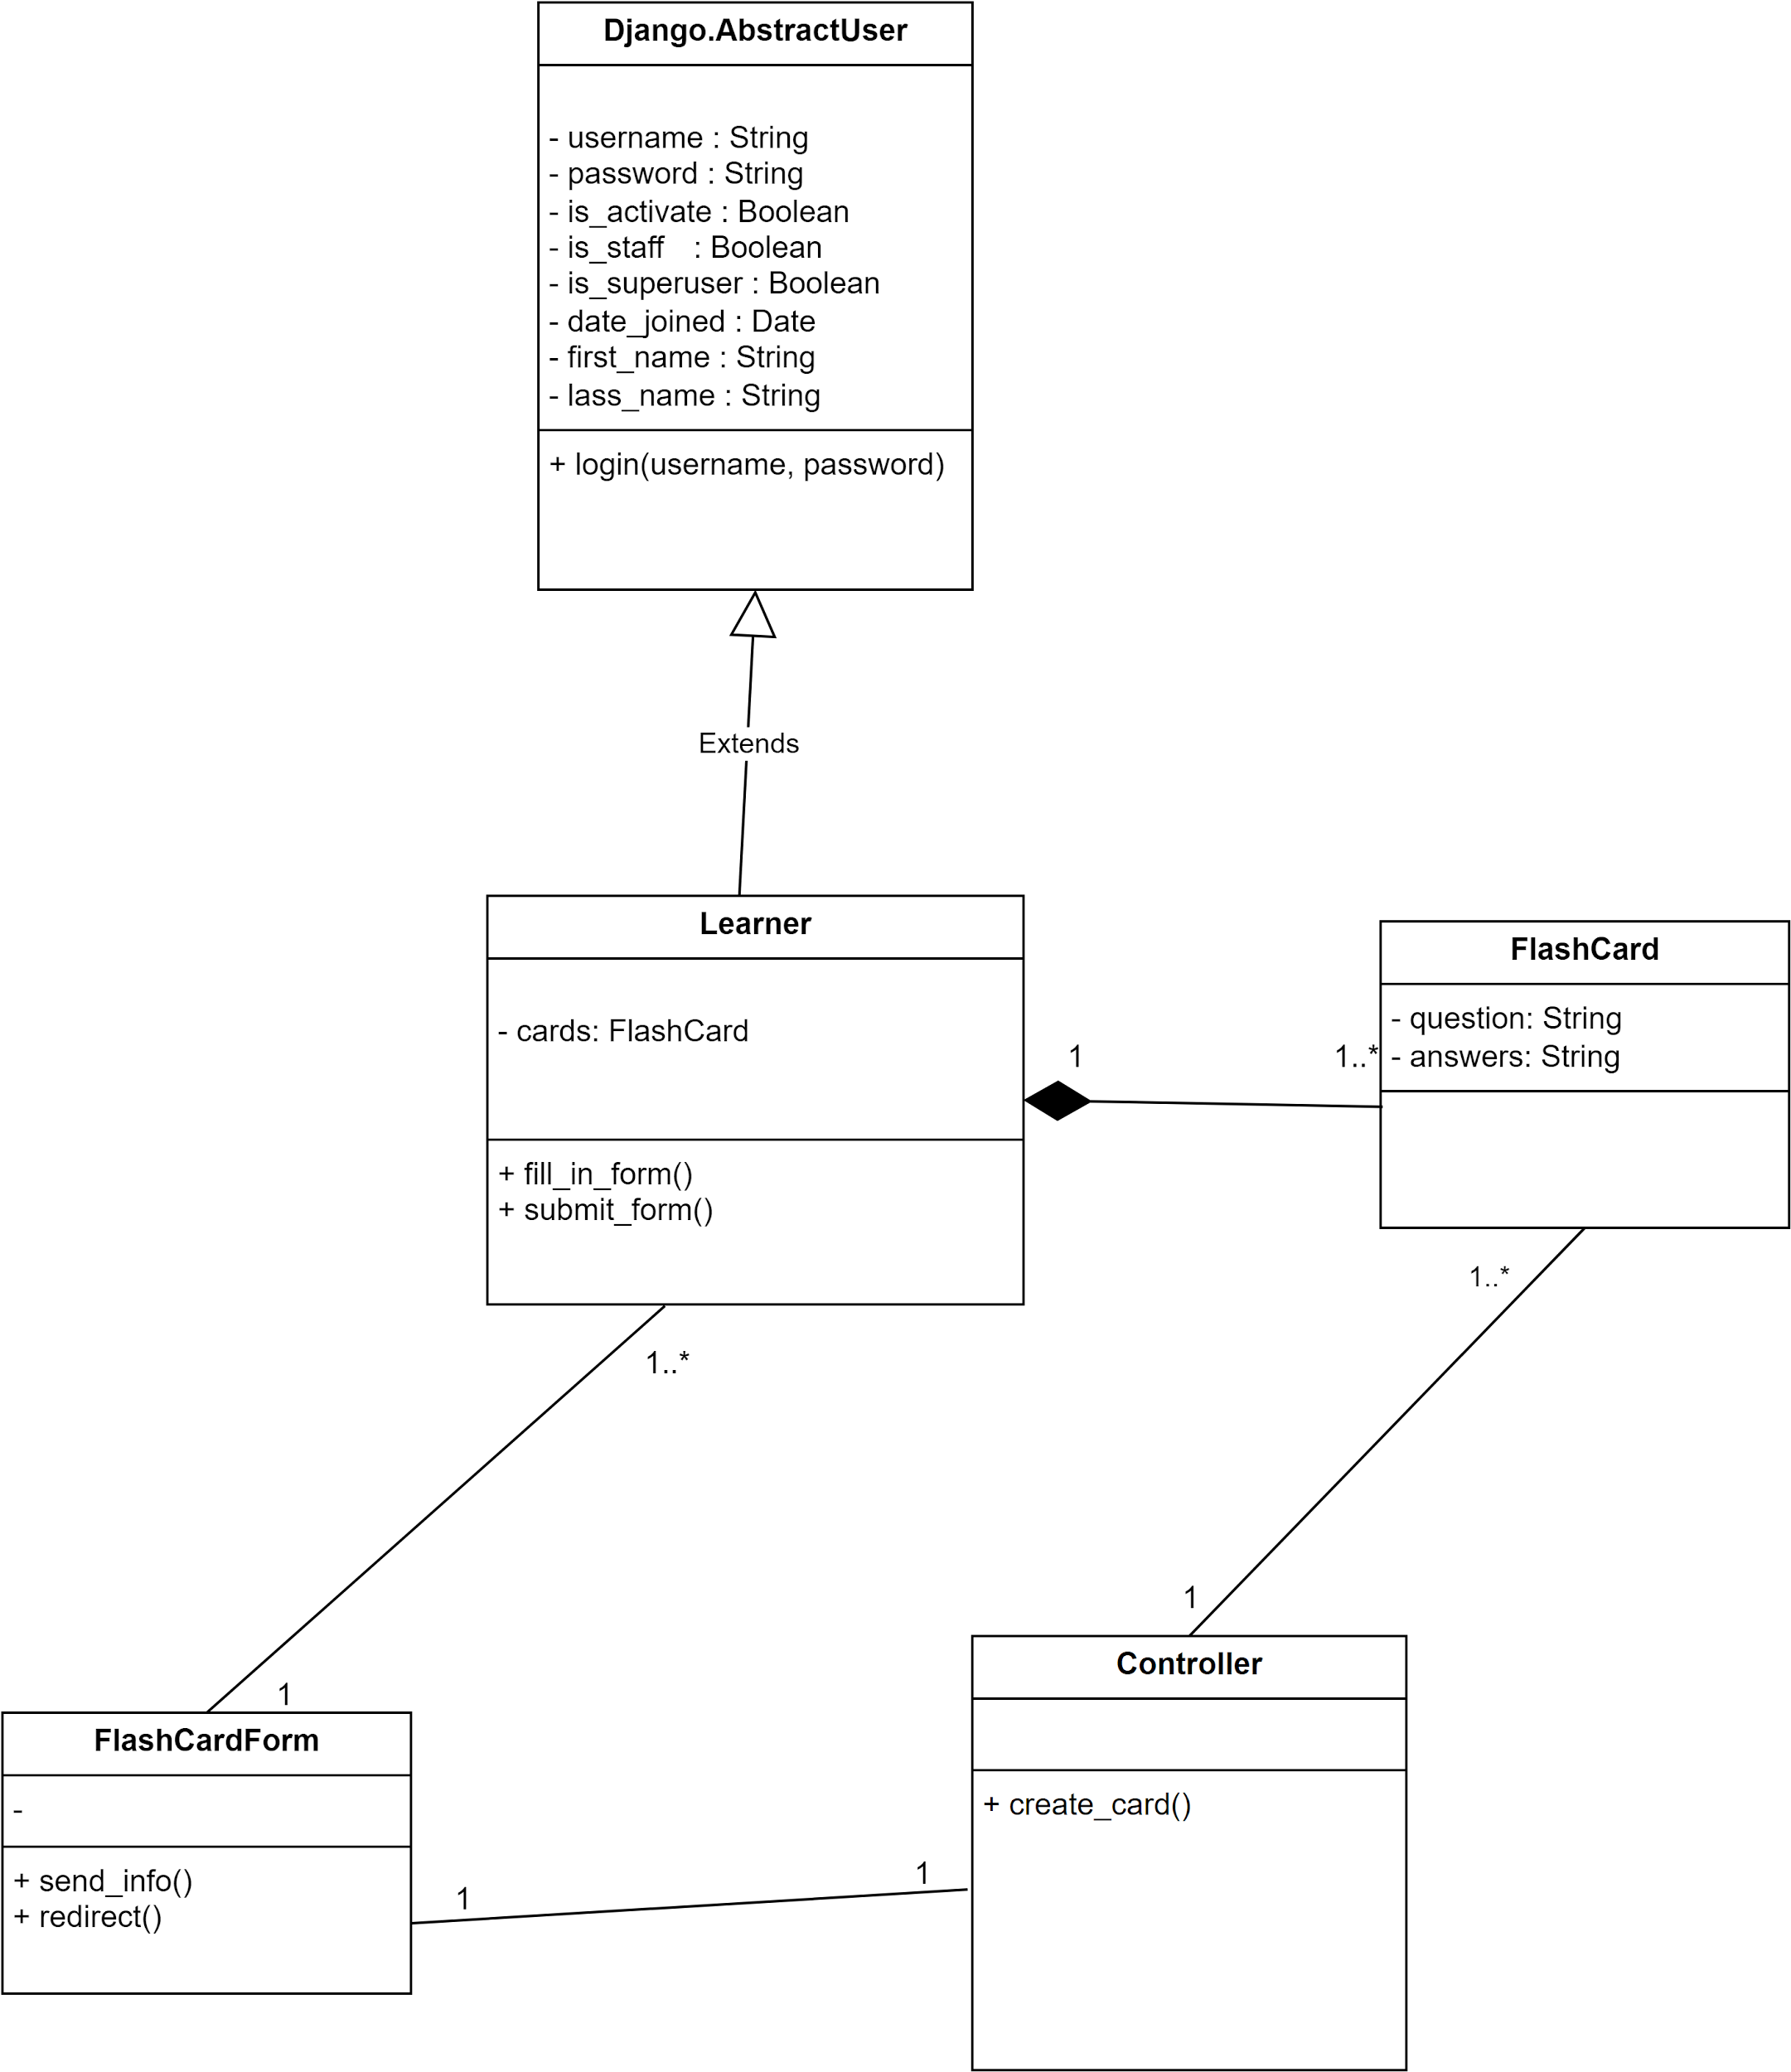 Django.AbstractUser
- username : String
- password : String
- is_activate : Boolean
- is_staff : Boolean
- is_superuser : Boolean
- date_joined : Date
- first_name : String
- lass_name : String
+ login(username, password)
Extends
Learner
- cards: FlashCard
+ fill_in_form()
+ submit_form()
1
1..*
FlashCard
- question: String
- answers: String
1..*
1..*
1
1
FlashCardForm
-
+ send_info()
+ redirect()
1
1
Controller
+ create_card()